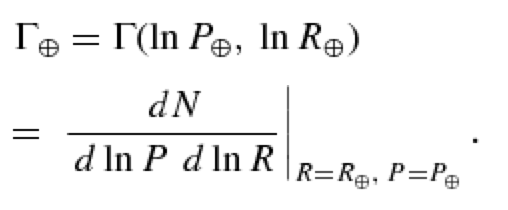 Γ⊕ = Γ(ln P⊕, ln R⊕)
= dN / d ln P d ln R |R=R⊕, P=P⊕ .